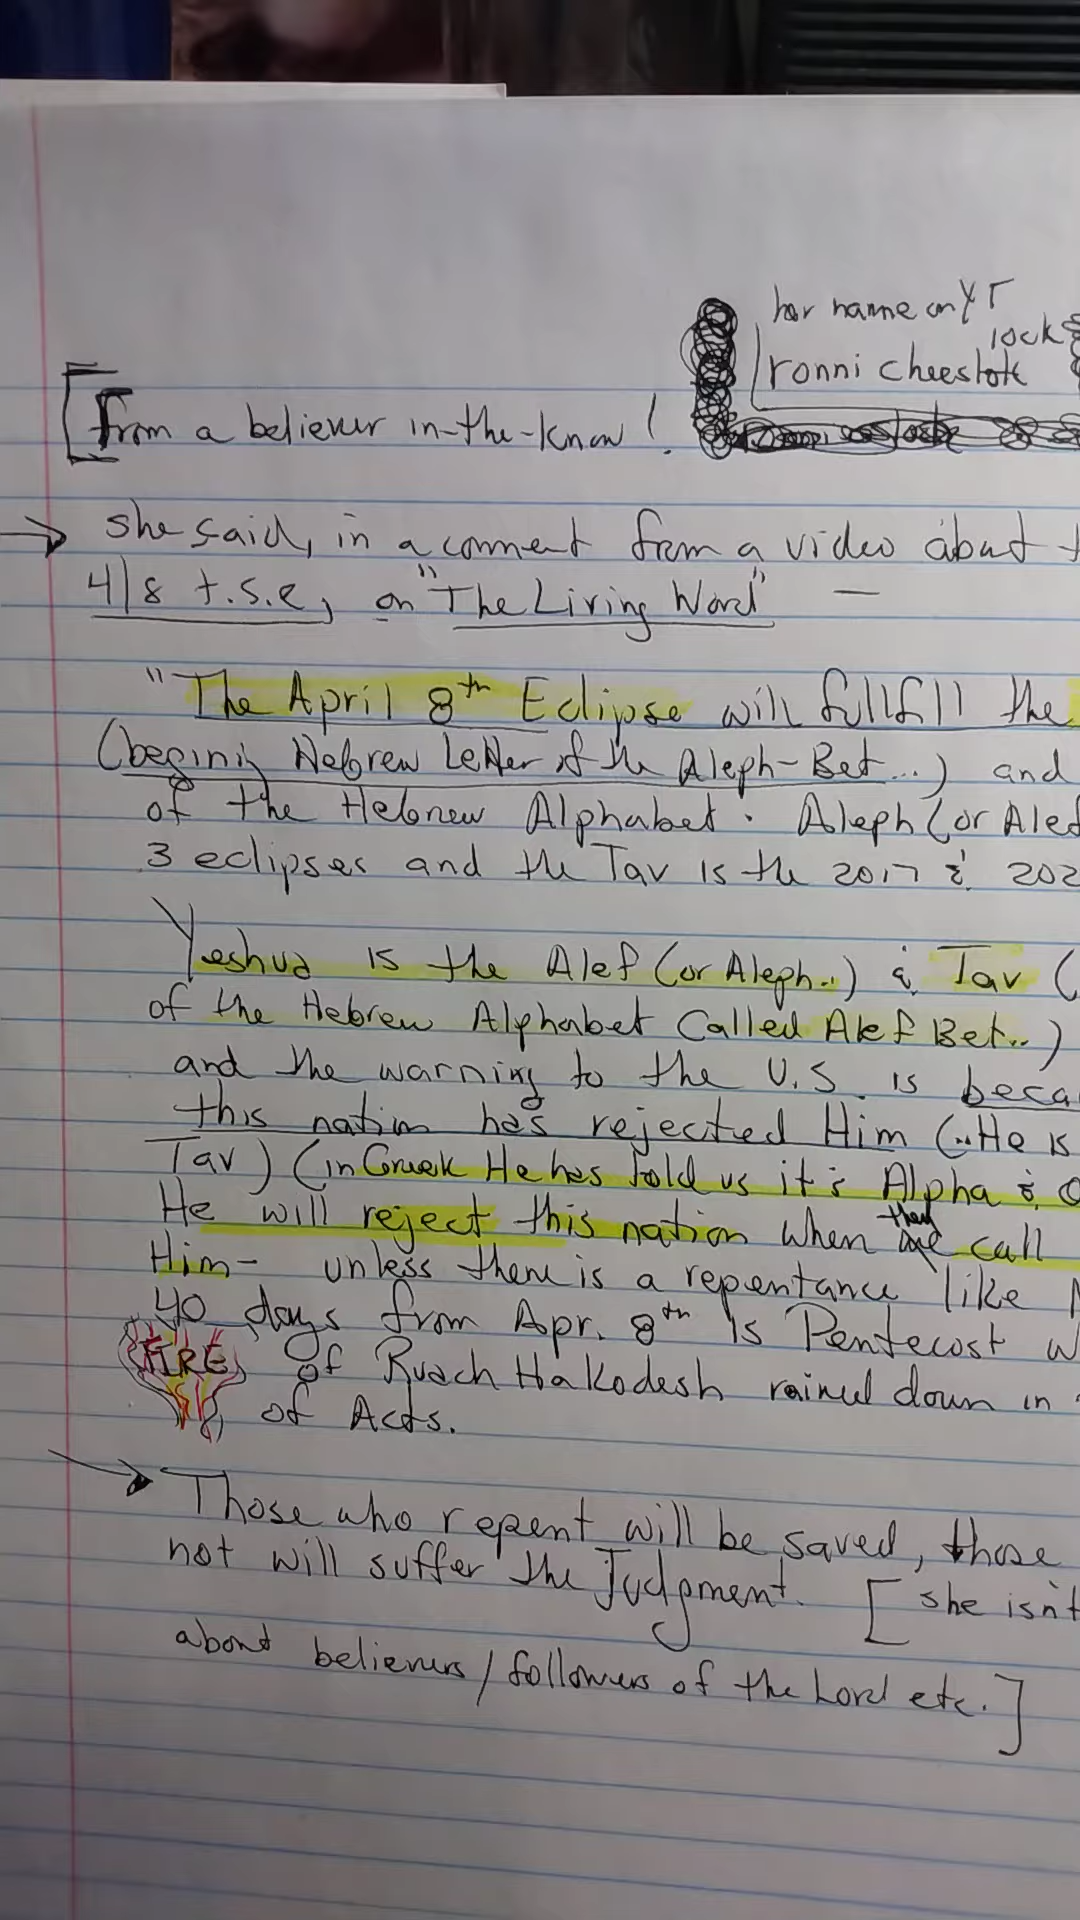 her name on YT
lock
ronni cheestok
[From a believer in-the-know!
→ she said, in a comment from a video about
4/8 t.s.e, on "The Living Word" —
"The April 8th Eclipse will fullfill the
(begining Hebrew Letter of the Aleph-Bet...) and
of the Hebrew Alphabet. Aleph (or Alef
3 eclipses and the Tav is the 2017 & 202
Yeshua is the Alef (or Aleph..) & Tav (
of the Hebrew Alphabet Called Alef Bet..)
and the warning to the U.S. is beca
this nation has rejected Him (..He is
Tav) (in Greek He has told us it's Alpha & O
He will reject this nation when they call
Him- unless there is a repentance like
40 days from Apr. 8th is Pentecost w
FIRE of Ruach HaKodesh rained down in
of Acts.
→ Those who repent will be saved, those
not will suffer the Judgment. [she isn't
about believers/followers of the Lord etc.]